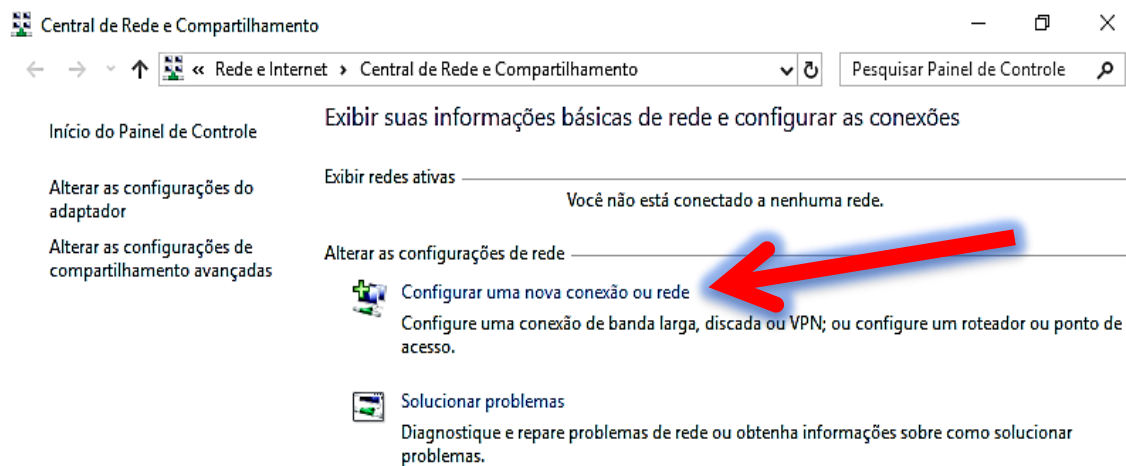 Central de Rede e Compartilhamento
« Rede e Internet › Central de Rede e Compartilhamento
Pesquisar Painel de Controle
Início do Painel de Controle
Alterar as configurações do
adaptador
Alterar as configurações de
compartilhamento avançadas
Exibir suas informações básicas de rede e configurar as conexões
Exibir redes ativas
Você não está conectado a nenhuma rede.
Alterar as configurações de rede
Configurar uma nova conexão ou rede
Configure uma conexão de banda larga, discada ou VPN; ou configure um roteador ou ponto de
acesso.
Solucionar problemas
Diagnostique e repare problemas de rede ou obtenha informações sobre como solucionar
problemas.